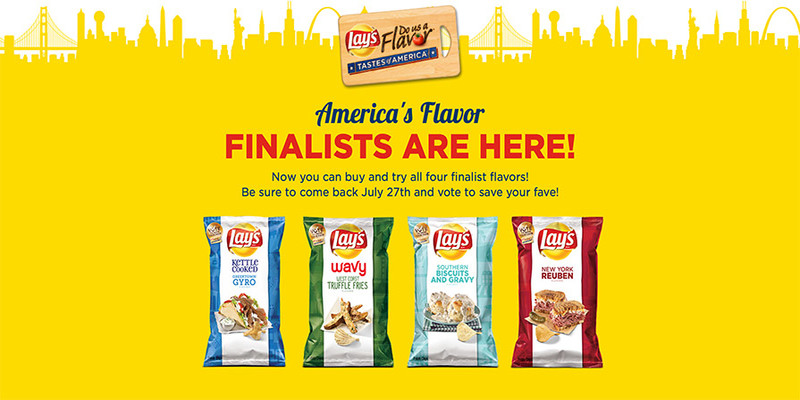 Lay's
Do us a
Flavor
TASTES of AMERICA
America's Flavor
FINALISTS ARE HERE!
Now you can buy and try all four finalist flavors!
Be sure to come back July 27th and vote to save your fave!
Lay's
KETTLE
COOKED
GREEKTOWN
GYRO
Lay's
wavy
WEST COAST
TRUFFLE FRIES
Lay's
SOUTHERN
BISCUITS
AND GRAVY
Lay's
NEW YORK
REUBEN